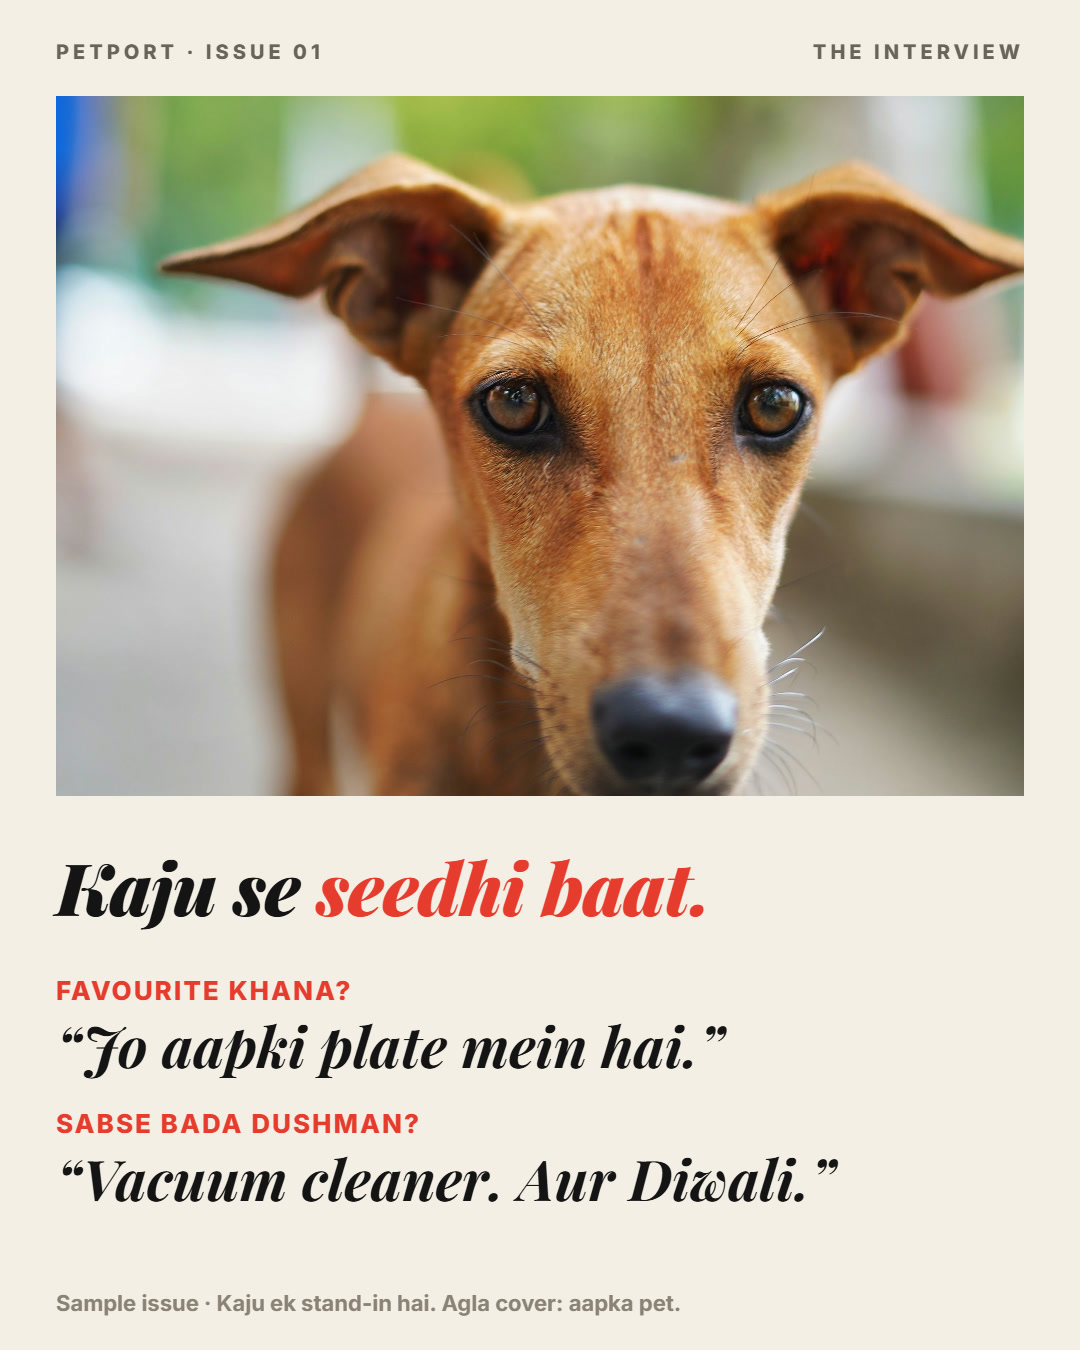 PETPORT · ISSUE 01
THE INTERVIEW
Kaju se seedhi baat.
FAVOURITE KHANA?
“Jo aapki plate mein hai.”
SABSE BADA DUSHMAN?
“Vacuum cleaner. Aur Diwali.”
Sample issue · Kaju ek stand-in hai. Agla cover: aapka pet.